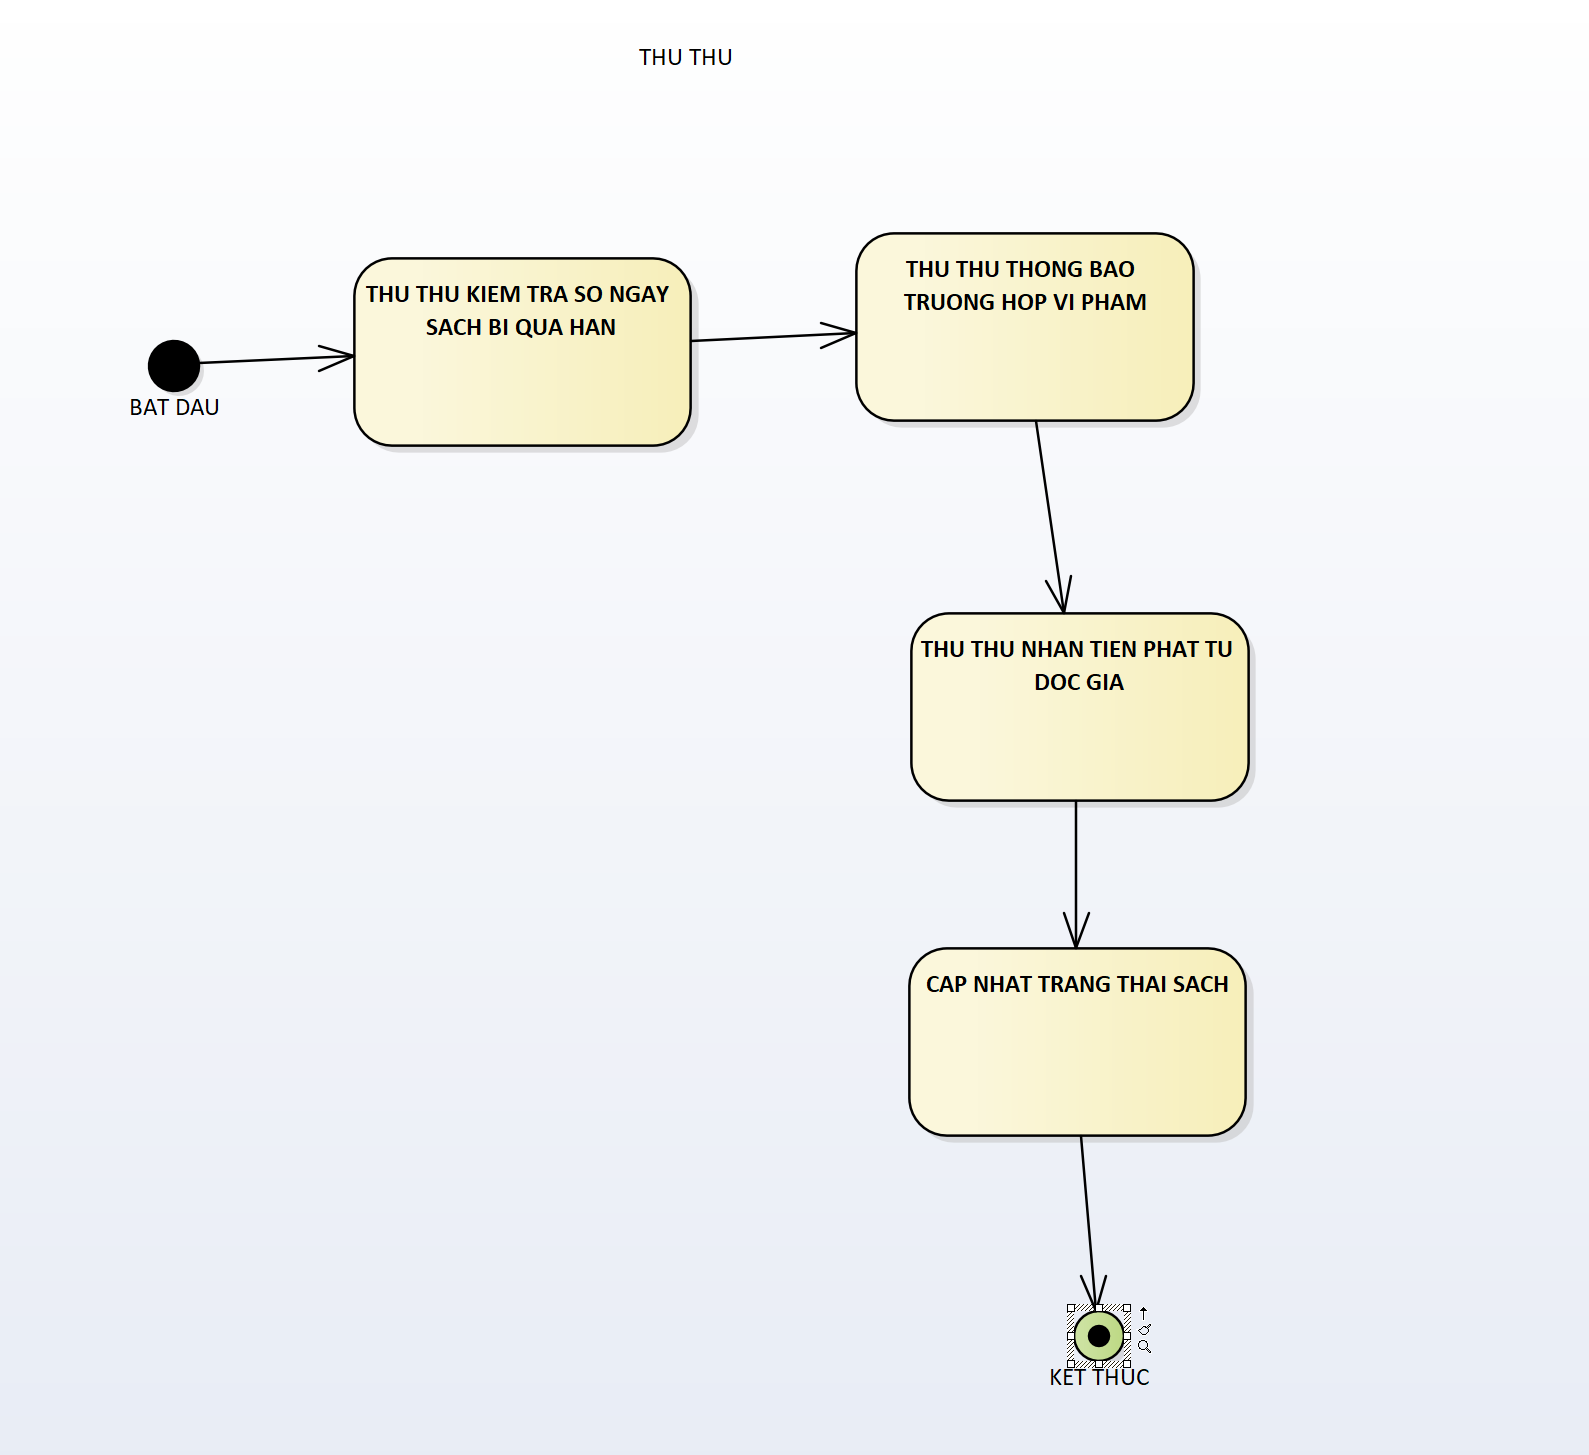 THU THU
THU THU KIEM TRA SO NGAY
SACH BI QUA HAN
THU THU THONG BAO
TRUONG HOP VI PHAM
BAT DAU
THU THU NHAN TIEN PHAT TU
DOC GIA
CAP NHAT TRANG THAI SACH
KET THUC